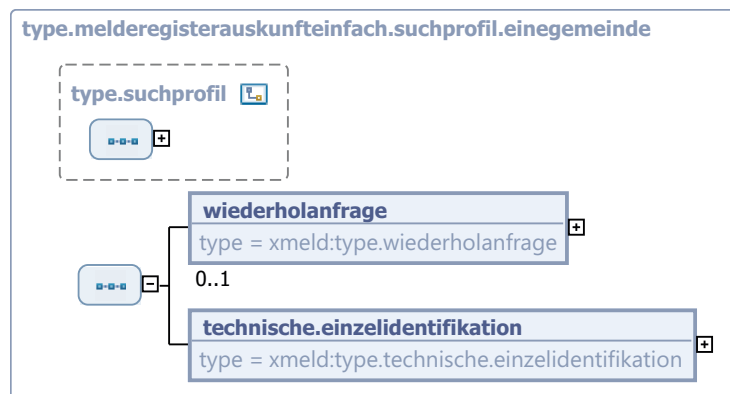 type.melderegisterauskunfteinfach.suchprofil.einegemeinde
type.suchprofil
wiederholanfrage
type = xmeld:type.wiederholanfrage
0..1
technische.einzelidentifikation
type = xmeld:type.technische.einzelidentifikation